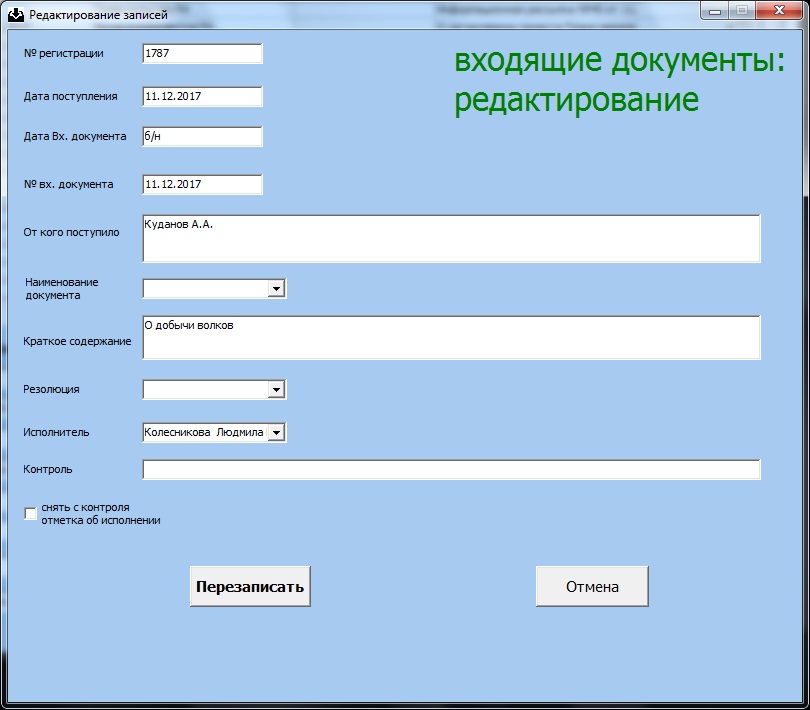 Редактирование записей
№ регистрации
1787
входящие документы:
редактирование
Дата поступления
11.12.2017
Дата Вх. документа
б/н
№ вх. документа
11.12.2017
От кого поступило
Куданов А.А.
Наименование
документа
Краткое содержание
О добычи волков
Резолюция
Исполнитель
Колесникова Людмила
Контроль
снять с контроля
отметка об исполнении
Перезаписать
Отмена